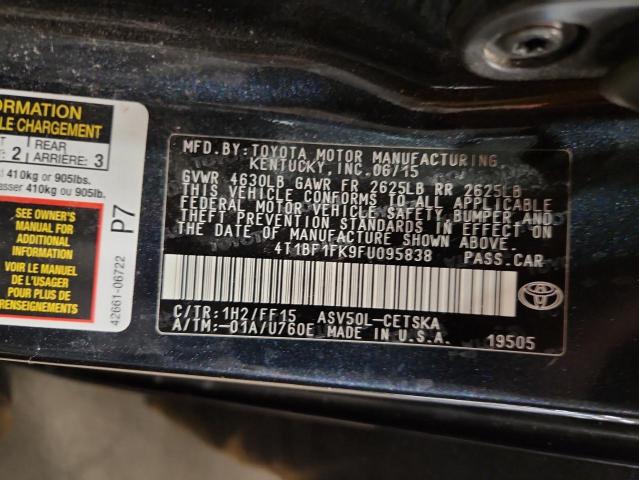 ORMATION
LE CHARGEMENT
: 2 REAR ARRIÈRE: 3
410kg or 905lbs.
asser 410kg ou 905lb.
SEE OWNER'S
MANUAL FOR
ADDITIONAL
INFORMATION
VOIR LE MANUEL
DE L'USAGER
POUR PLUS DE
RENSEIGNEMENTS
P7
42661-06722
MFD.BY:TOYOTA MOTOR MANUFACTURING,
KENTUCKY, INC.06/15
GVWR 4630LB GAWR FR 2625LB RR 2625LB
THIS VEHICLE CONFORMS TO ALL APPLICABLE
FEDERAL MOTOR VEHICLE SAFETY, BUMPER, AND
THEFT PREVENTION STANDARDS IN EFFECT ON
THE DATE OF MANUFACTURE SHOWN ABOVE.
4T1BF1FK9FU095838 PASS.CAR
C/TR:1H2/FF15 ASV50L-CETSKA
A/TM:-01A/U760E MADE IN U.S.A. 19505